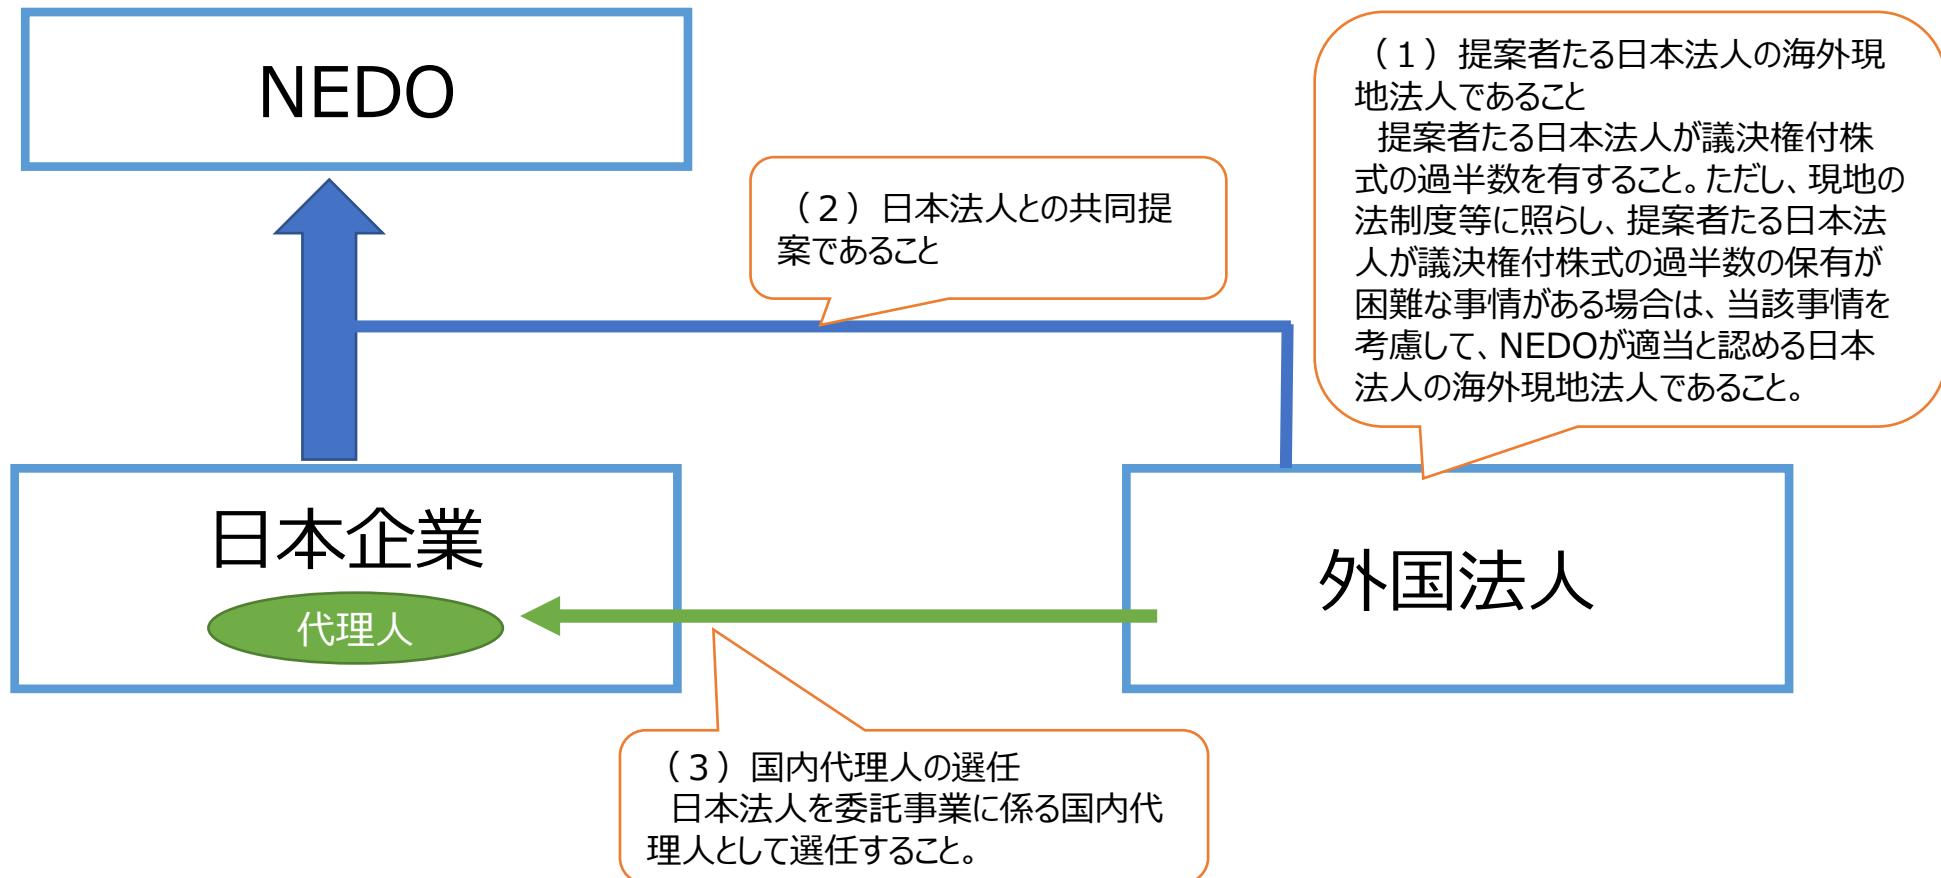 NEDO
（１）提案者たる日本法人の海外現
地法人であること
提案者たる日本法人が議決権付株
式の過半数を有すること。ただし、現地の
法制度等に照らし、提案者たる日本法
人が議決権付株式の過半数の保有が
困難な事情がある場合は、当該事情を
考慮して、NEDOが適当と認める日本
法人の海外現地法人であること。
（２）日本法人との共同提
案であること
日本企業
代理人
外国法人
（３）国内代理人の選任
日本法人を委託事業に係る国内代
理人として選任すること。